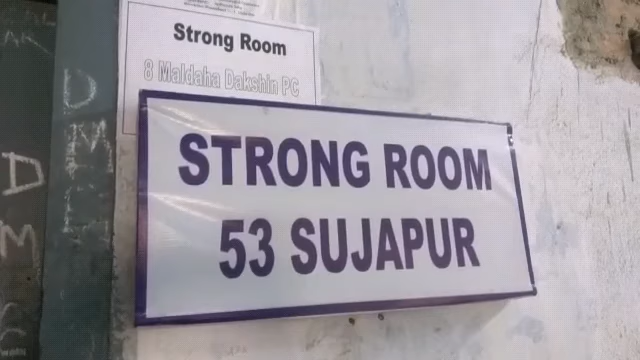 Strong Room
8 Maldaha Dakshin PC
STRONG ROOM
53 SUJAPUR
D
M
D
M